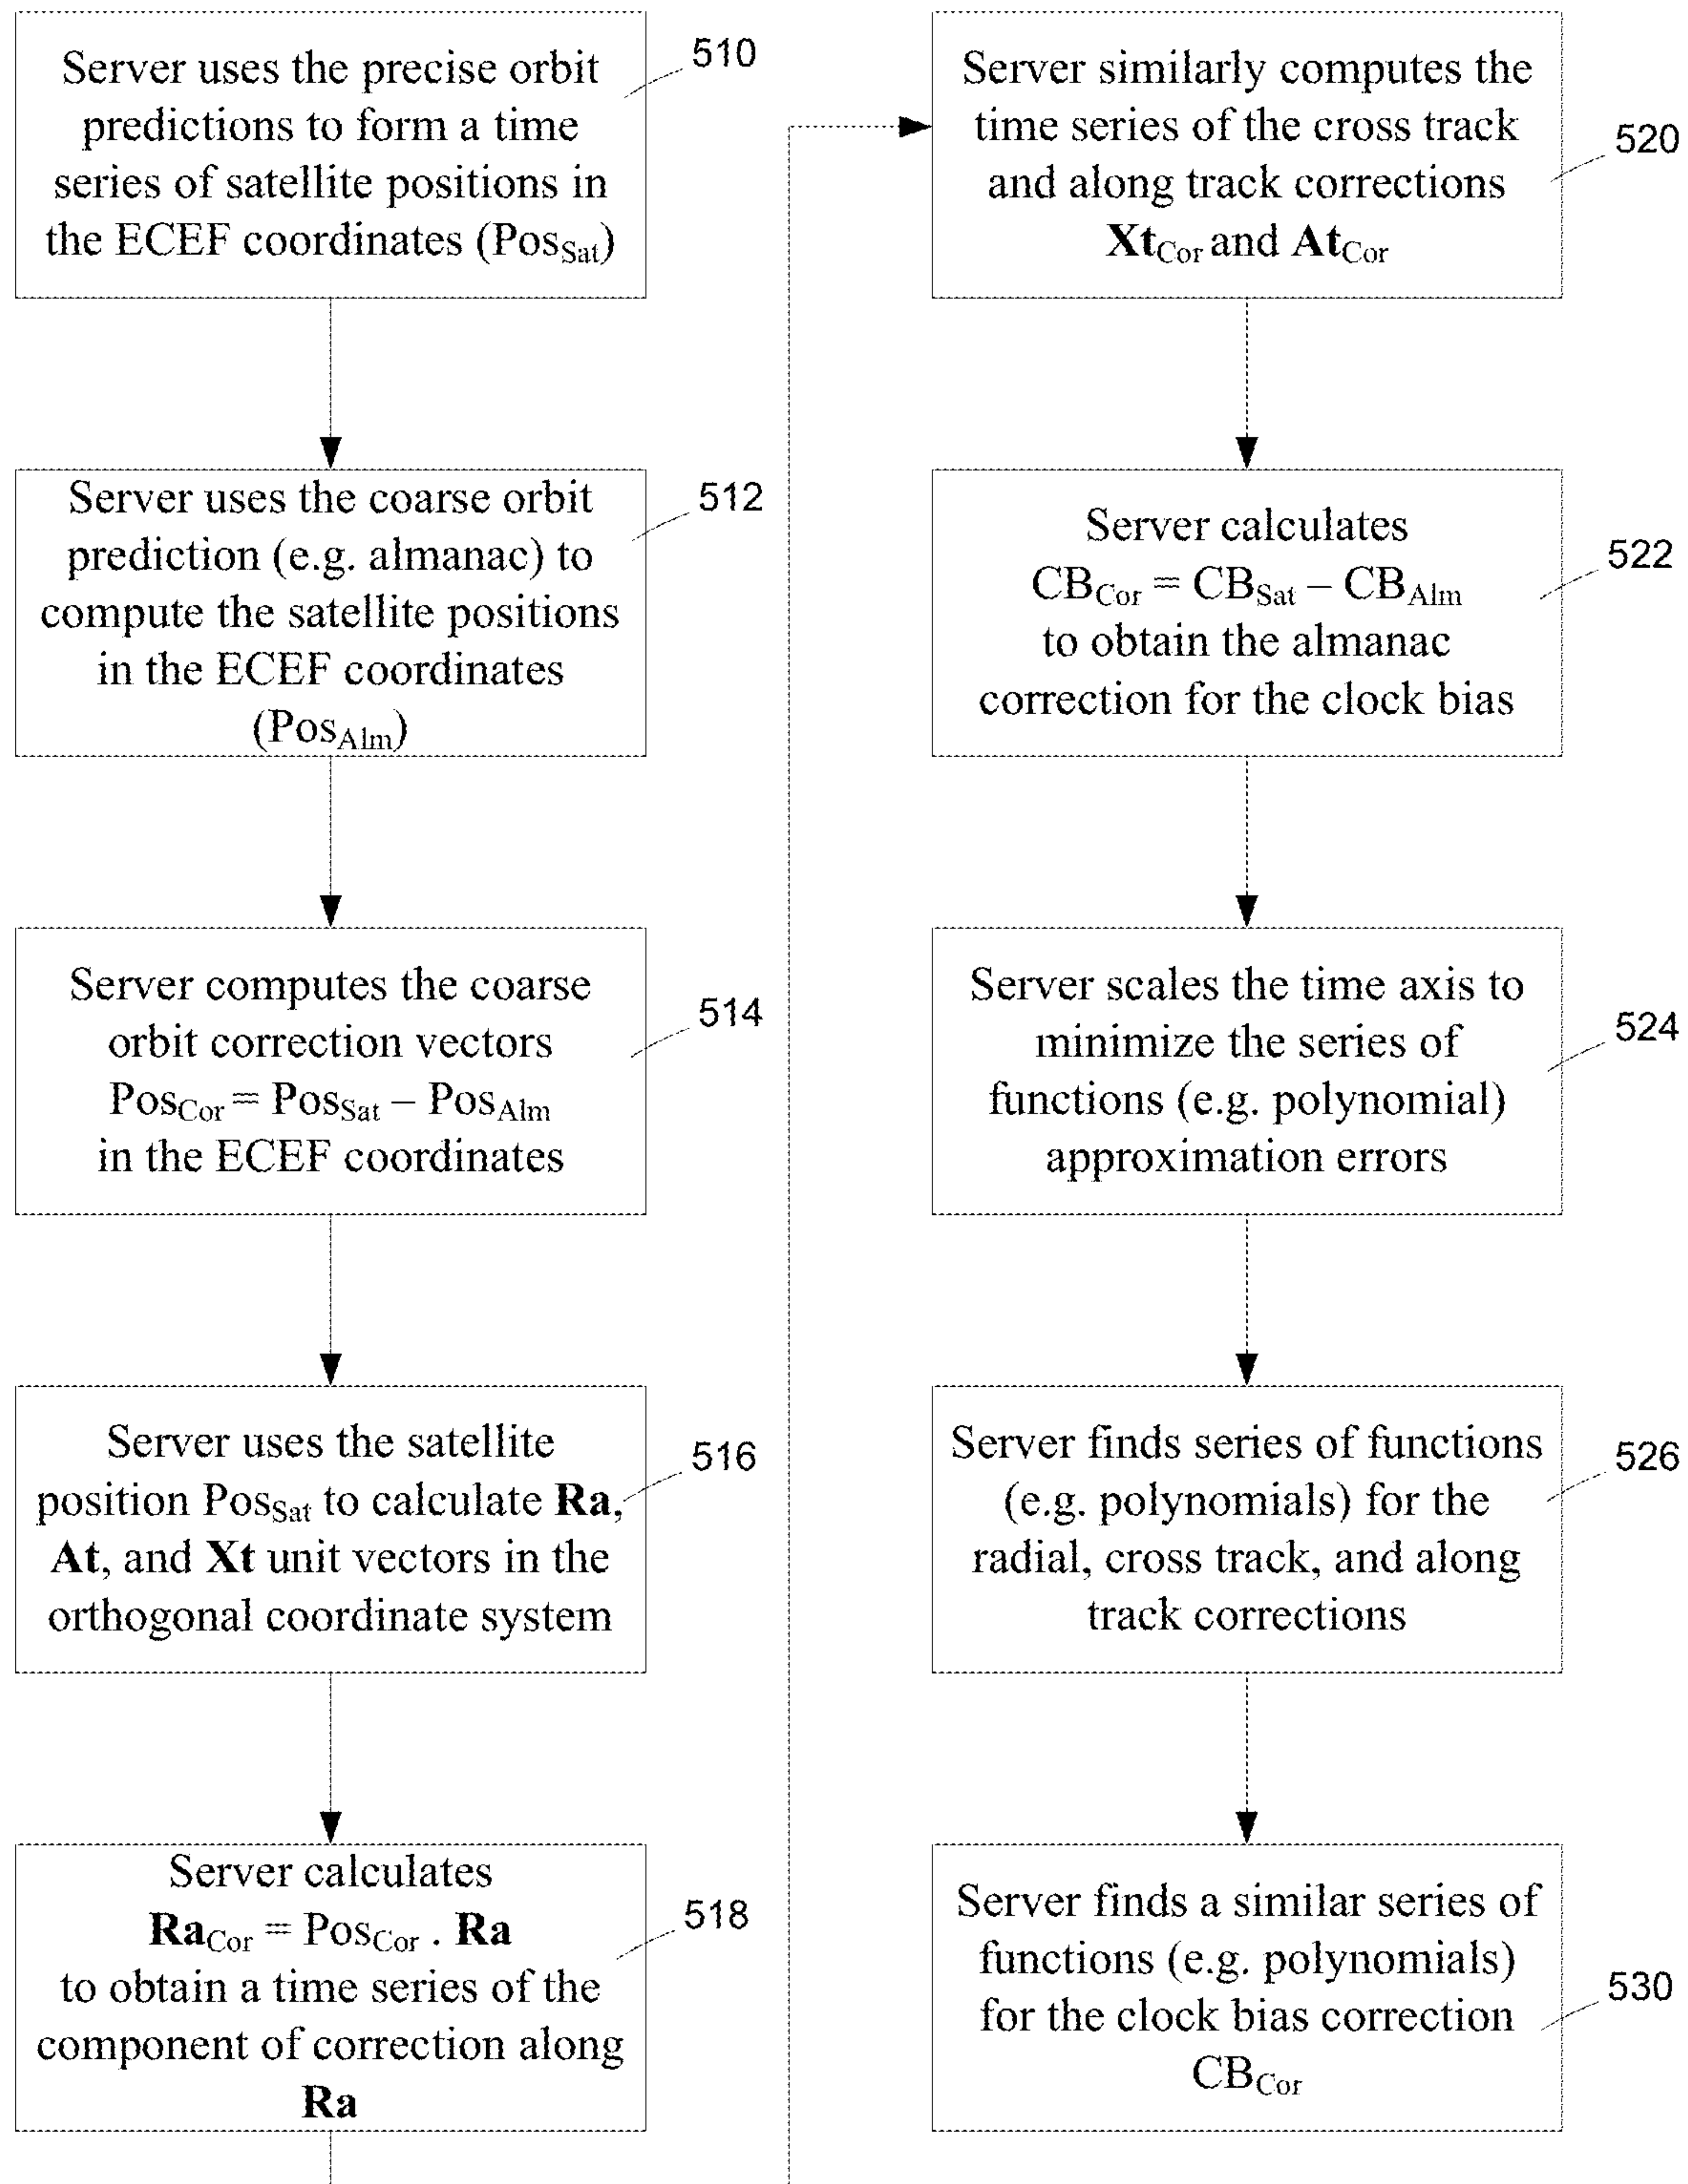 Server uses the precise orbit
predictions to form a time
series of satellite positions in
the ECEF coordinates (PosSat)
510
Server uses the coarse orbit
prediction (e.g. almanac) to
compute the satellite positions
in the ECEF coordinates
(PosAlm)
512
Server computes the coarse
orbit correction vectors
PosCor = PosSat – PosAlm
in the ECEF coordinates
514
Server uses the satellite
position PosSat to calculate Ra,
At, and Xt unit vectors in the
orthogonal coordinate system
516
Server calculates
RaCor = PosCor . Ra
to obtain a time series of the
component of correction along
Ra
518
Server similarly computes the
time series of the cross track
and along track corrections
XtCor and AtCor
520
Server calculates
CBCor = CBSat – CBAlm
to obtain the almanac
correction for the clock bias
522
Server scales the time axis to
minimize the series of
functions (e.g. polynomial)
approximation errors
524
Server finds series of functions
(e.g. polynomials) for the
radial, cross track, and along
track corrections
526
Server finds a similar series of
functions (e.g. polynomials)
for the clock bias correction
CBCor
530